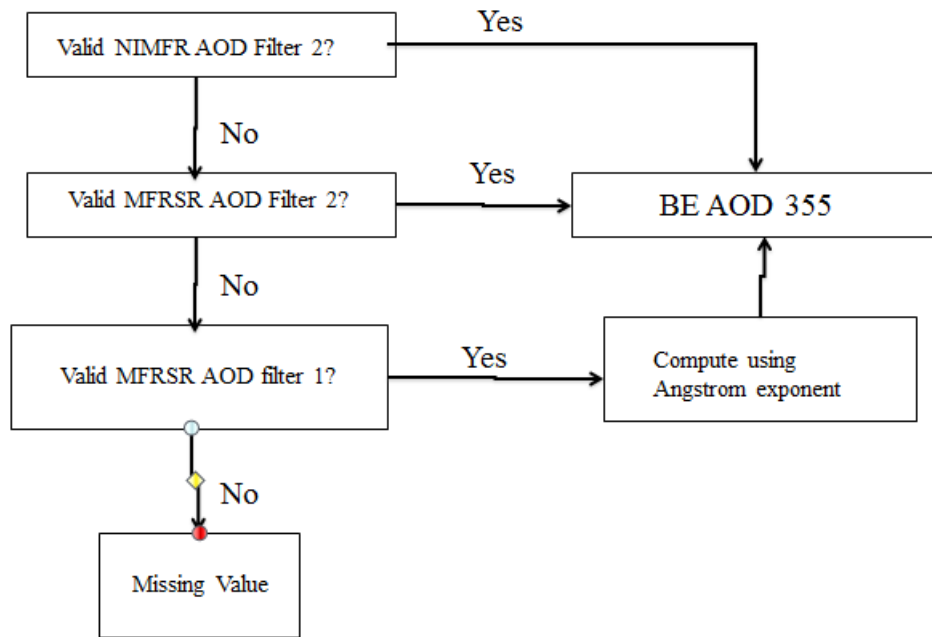 Valid NIMFR AOD Filter 2?
Yes
No
Valid MFRSR AOD Filter 2?
Yes
BE AOD 355
No
Valid MFRSR AOD filter 1?
Yes
Compute using
Angstrom exponent
No
Missing Value